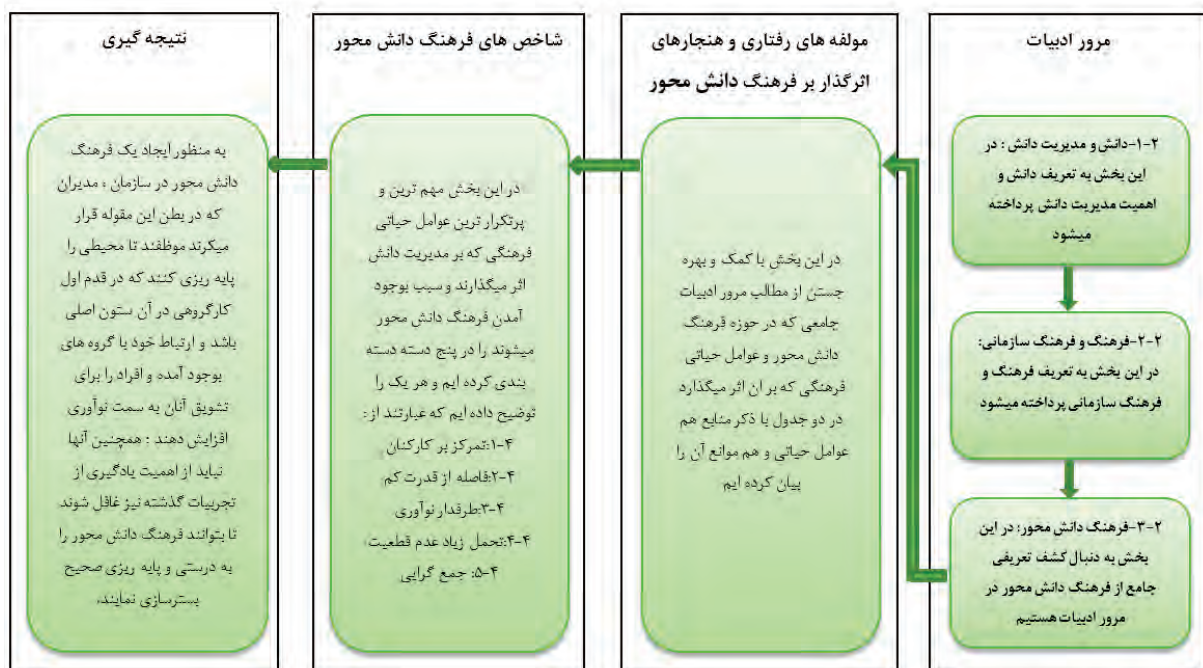 مرور ادبیات
۲-۱-دانش و مدیریت دانش : در
این بخش به تعریف دانش و
اهمیت مدیریت دانش پرداخته
میشود
۲-۲-فرهنگ و فرهنگ سازمانی:
در این بخش به تعریف فرهنگ و
فرهنگ سازمانی پرداخته میشود
۲-۳-فرهنگ دانش محور: در این
بخش به دنبال کشف تعریفی
جامع از فرهنگ دانش محور در
مرور ادبیات هستیم
مولفه های رفتاری و هنجارهای
اثرگذار بر فرهنگ دانش محور
در این بخش با کمک و بهره
جستن از مطالب مرور ادبیات
جامعی که در حوزه فرهنگ
دانش محور و عوامل حیاتی
فرهنگی که بر ان اثر میگذارد
در دو جدول با ذکر منابع هم
عوامل حیاتی و هم موانع آن را
بیان کرده ایم
شاخص های فرهنگ دانش محور
در این بخش مهم ترین و
پرتکرار ترین عوامل حیاتی
فرهنگی که بر مدیریت دانش
اثر میگذارند و سبب بوجود
آمدن فرهنگ دانش محور
میشوند را در پنج دسته دسته
بندی کرده ایم و هر یک را
توضیح داده ایم که عبارتند از :
۴-۱:تمرکز بر کارکنان
۴-۲:فاصله از قدرت کم
۴-۳:طرفدار نوآوری
۴-۴:تحمل زیاد عدم قطعیت
۴-۵: جمع گرایی
نتیجه گیری
به منظور ایجاد یک فرهنگ
دانش محور در سازمان ، مدیران
که در بطن این مقوله قرار
میگرند موظفند تا محیطی را
پایه ریزی کنند که در قدم اول
کارگروهی در آن ستون اصلی
باشد و ارتباط خود با گروه های
بوجود آمده و افراد را برای
تشویق آنان به سمت نوآوری
افزایش دهند ؛ همچنین آنها
نباید از اهمیت یادگیری از
تجربیات گذشته نیز غافل شوند
تا بتوانند فرهنگ دانش محور را
به درستی و پایه ریزی صحیح
بسترسازی نمایند.